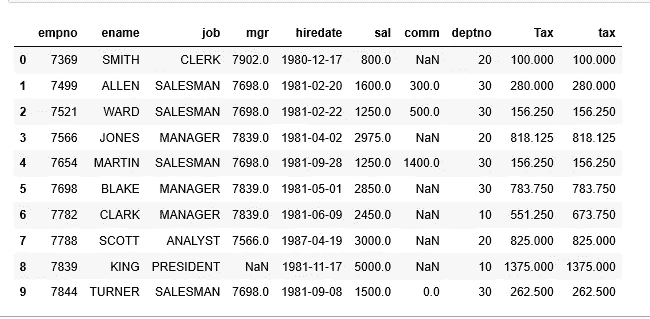 empno ename job mgr hiredate sal comm deptno Tax tax
0 7369 SMITH CLERK 7902.0 1980-12-17 800.0 NaN 20 100.000 100.000
1 7499 ALLEN SALESMAN 7698.0 1981-02-20 1600.0 300.0 30 280.000 280.000
2 7521 WARD SALESMAN 7698.0 1981-02-22 1250.0 500.0 30 156.250 156.250
3 7566 JONES MANAGER 7839.0 1981-04-02 2975.0 NaN 20 818.125 818.125
4 7654 MARTIN SALESMAN 7698.0 1981-09-28 1250.0 1400.0 30 156.250 156.250
5 7698 BLAKE MANAGER 7839.0 1981-05-01 2850.0 NaN 30 783.750 783.750
6 7782 CLARK MANAGER 7839.0 1981-06-09 2450.0 NaN 10 551.250 673.750
7 7788 SCOTT ANALYST 7566.0 1987-04-19 3000.0 NaN 20 825.000 825.000
8 7839 KING PRESIDENT NaN 1981-11-17 5000.0 NaN 10 1375.000 1375.000
9 7844 TURNER SALESMAN 7698.0 1981-09-08 1500.0 0.0 30 262.500 262.500